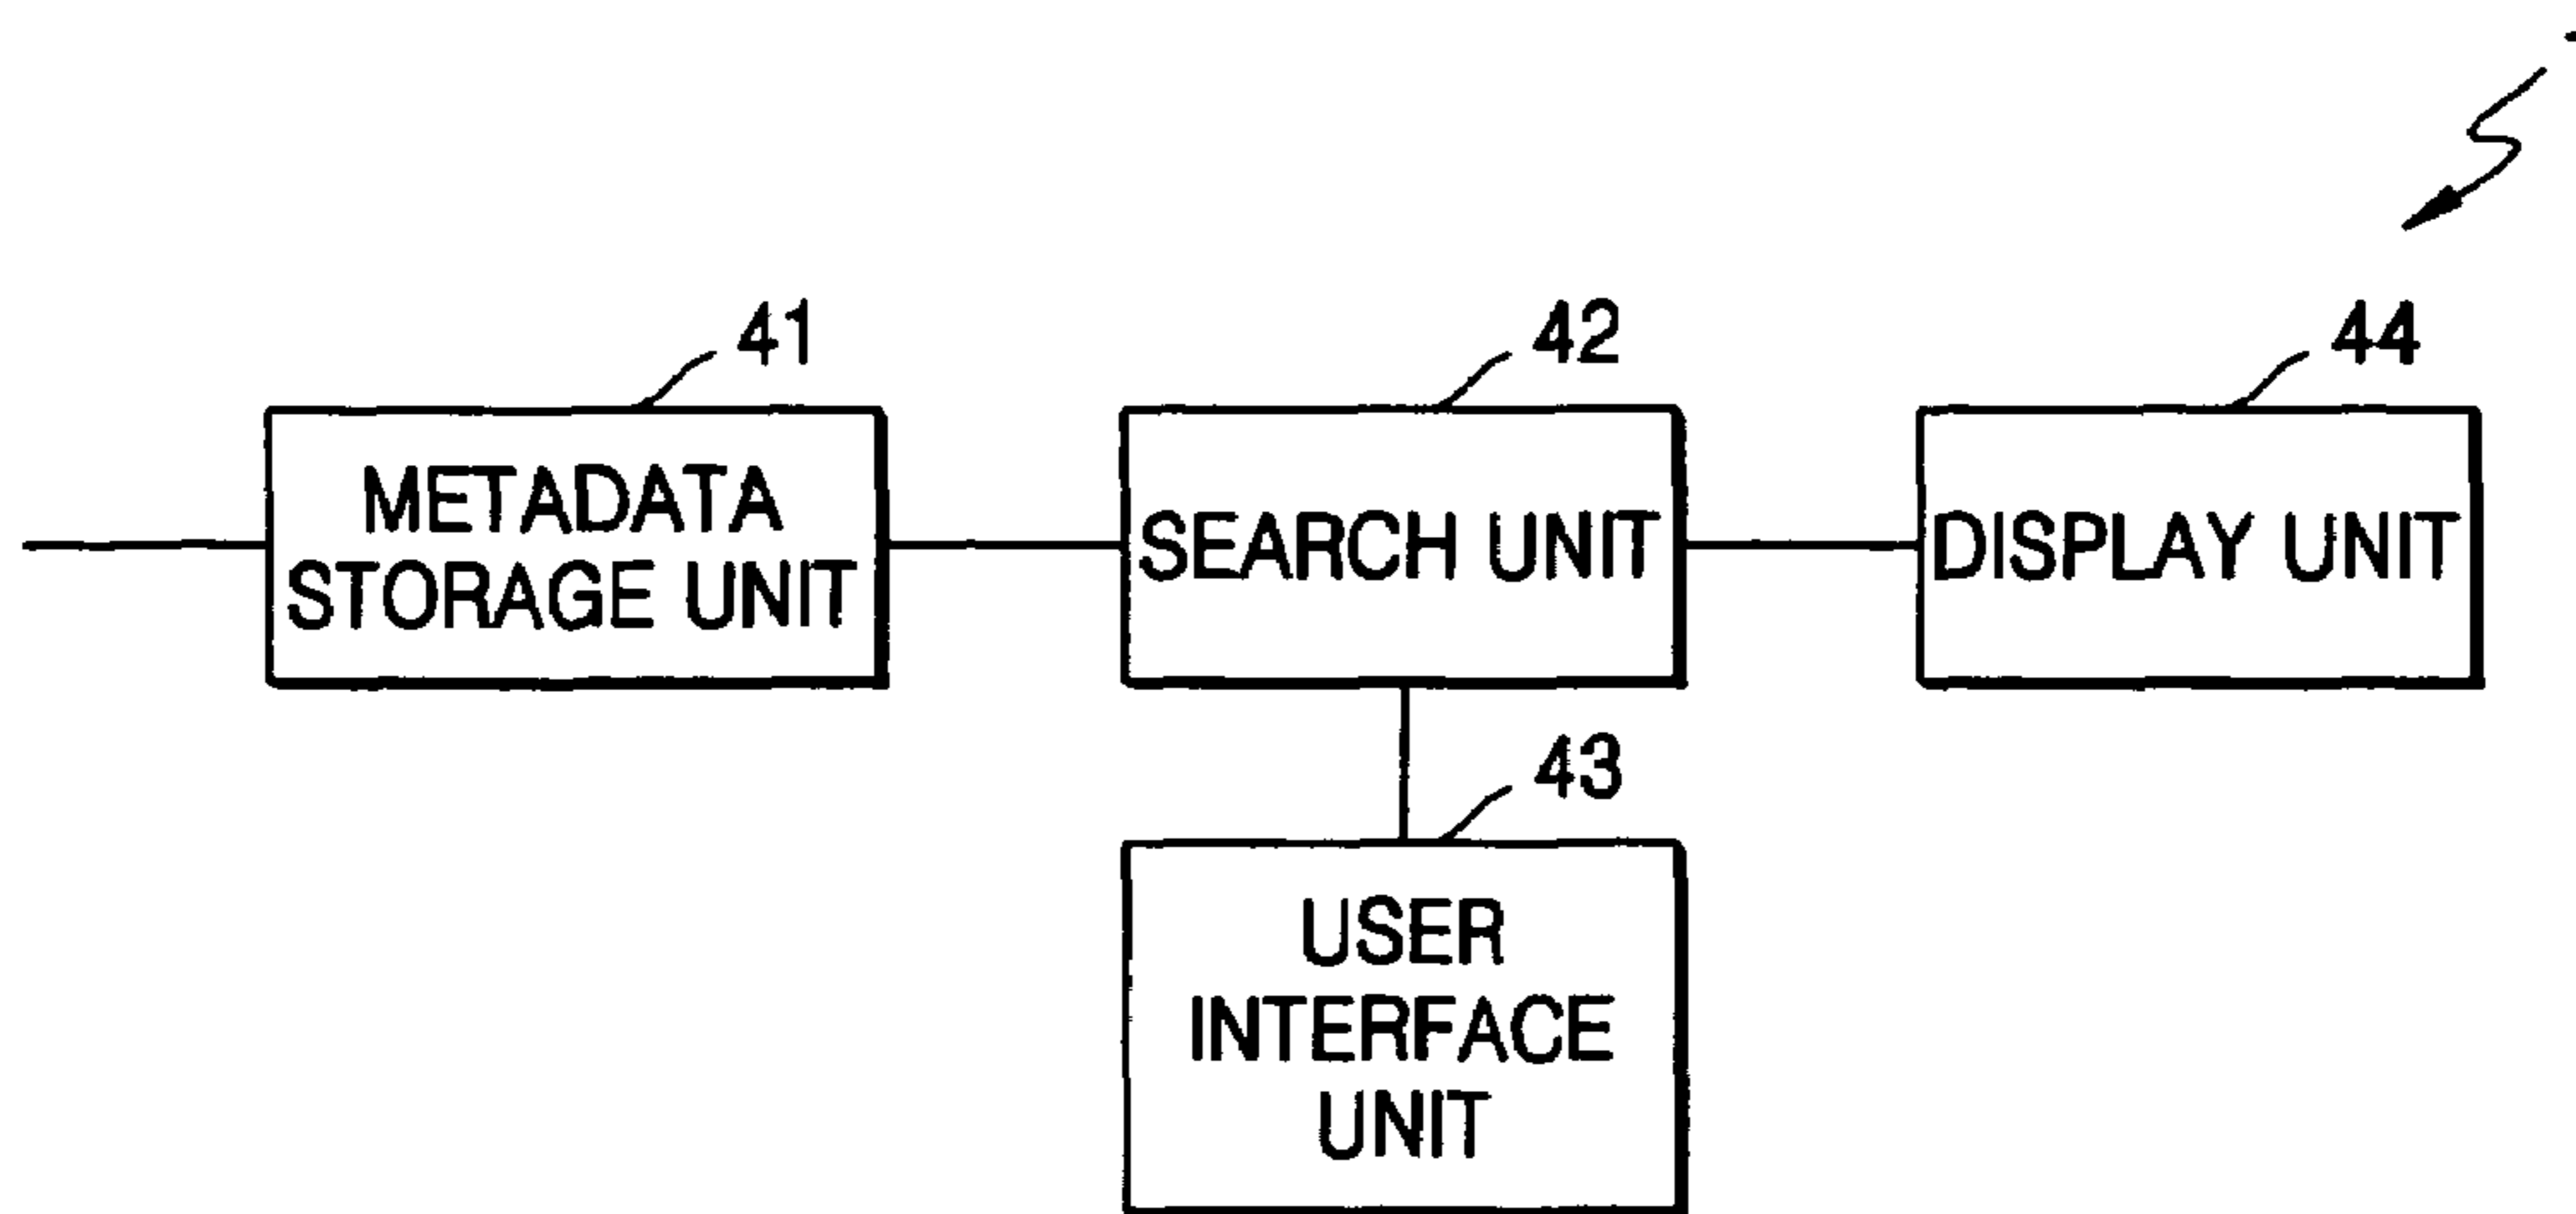 41
METADATA
STORAGE UNIT
42
SEARCH UNIT
44
DISPLAY UNIT
43
USER
INTERFACE
UNIT